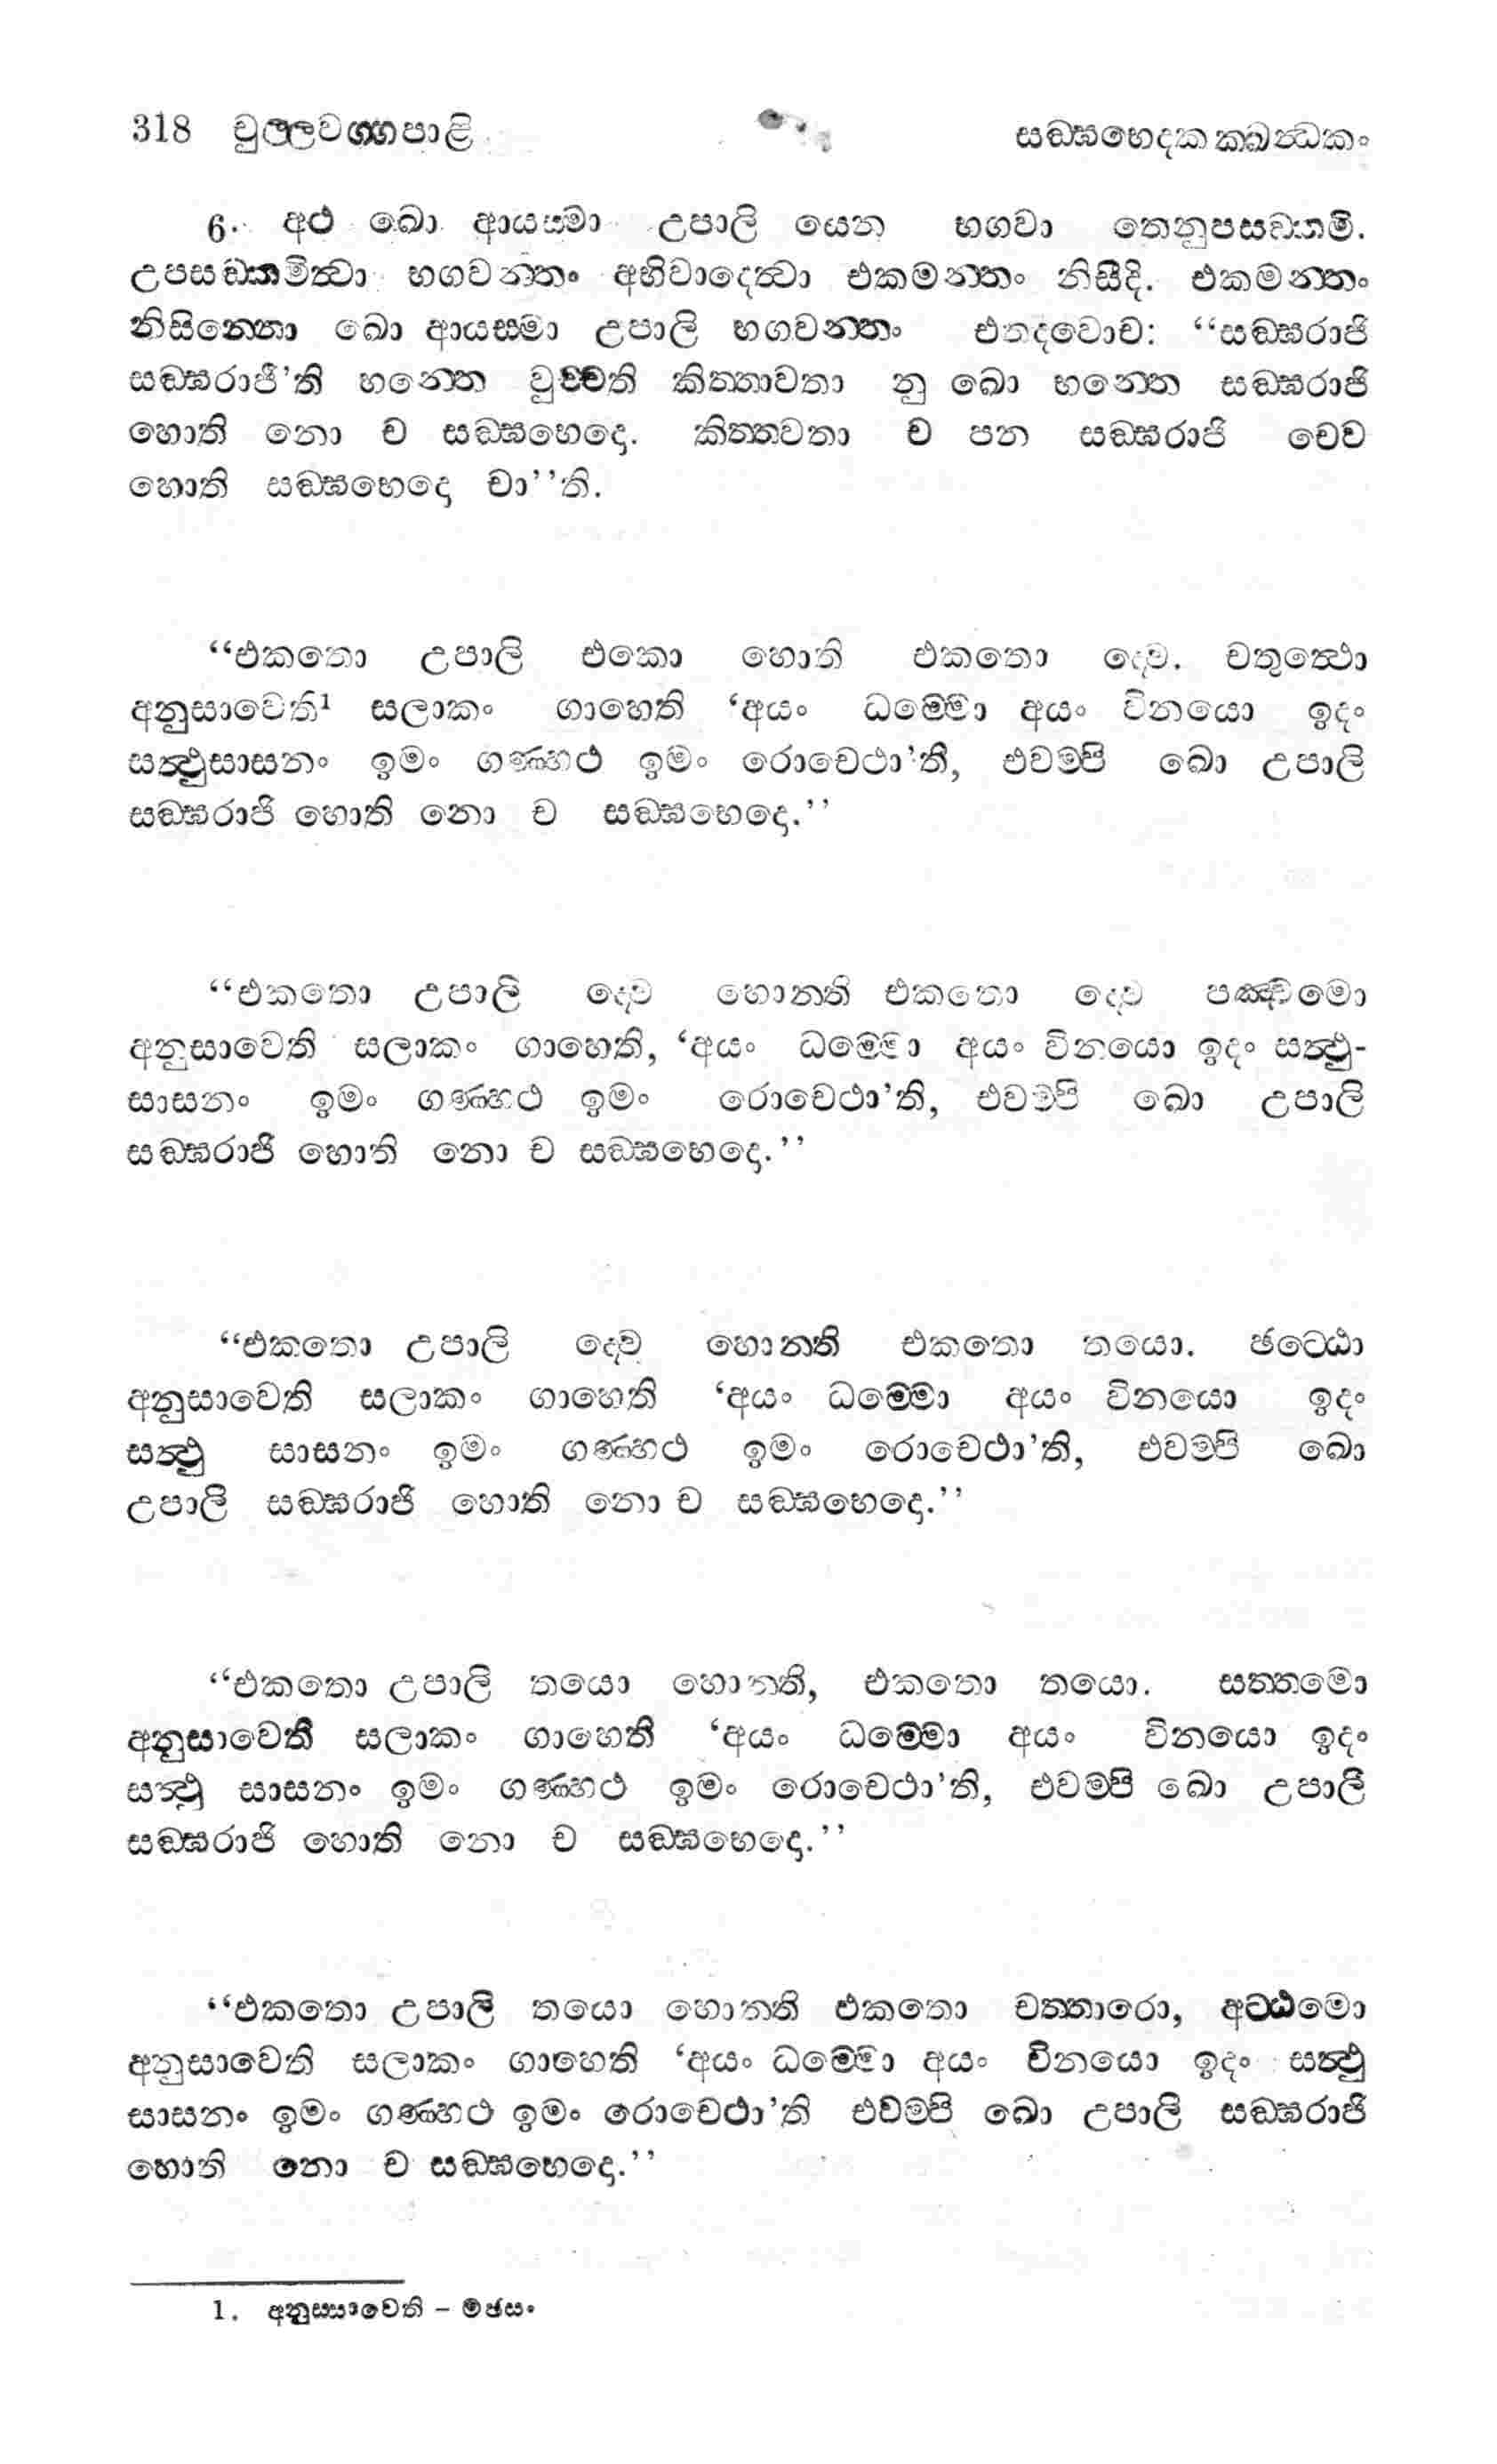 318 චුල්ලවග්ගපාළි සඞ්ඝභෙදකක්ඛන්ධකං
6. අථ ඛො ආයස්මා උපාලි යෙන භගවා තෙනුපසඞ්කමි.
උපසඞ්කමිත්වා භගවන්තං අභිවාදෙත්වා එකමන්තං නිසීදි. එකමන්තං
නිසින්නො ඛො ආයස්මා උපාලි භගවන්තං එතදවොච: “සඞ්ඝරාජි
සඞ්ඝරාජී’ති භන්තෙ වුච්චති කිත්තාවතා නු ඛො භන්තෙ සඞ්ඝරාජි
හොති නො ච සඞ්ඝභෙදො. කිත්තවතා ච පන සඞ්ඝරාජි චෙව
හොති සඞ්ඝභෙදො චා’’ති.
“එකතො උපාලි එකො හොති එකතො ද්වෙ. චතුත්ථො
අනුසාවෙති¹ සලාකං ගාහෙති ‘අයං ධම්මො අයං විනයො ඉදං
සත්ථුසාසනං ඉමං ගණ්හථ ඉමං රොචෙථා’ති, එවම්පි ඛො උපාලි
සඞ්ඝරාජි හොති නො ච සඞ්ඝභෙදො.’’
“එකතො උපාලි ද්වෙ හොන්ති එකතො ද්වෙ පඤ්චමො
අනුසාවෙති සලාකං ගාහෙති, ‘අයං ධම්මො අයං විනයො ඉදං සත්ථු-
සාසනං ඉමං ගණ්හථ ඉමං රොචෙථා’ති, එවම්පි ඛො උපාලි
සඞ්ඝරාජි හොති නො ච සඞ්ඝභෙදො.’’
“එකතො උපාලි ද්වෙ හොන්ති එකතො තයො. ඡට්ඨො
අනුසාවෙති සලාකං ගාහෙති ‘අයං ධම්මො අයං විනයො ඉදං
සත්ථු සාසනං ඉමං ගණ්හථ ඉමං රොචෙථා’ති, එවම්පි ඛො
උපාලි සඞ්ඝරාජි හොති නො ච සඞ්ඝභෙදො.’’
“එකතො උපාලි තයො හොන්ති, එකතො තයො. සත්තමො
අනුසාවෙති සලාකං ගාහෙති ‘අයං ධම්මො අයං විනයො ඉදං
සත්ථු සාසනං ඉමං ගණ්හථ ඉමං රොචෙථා’ති, එවම්පි ඛො උපාලි
සඞ්ඝරාජි හොති නො ච සඞ්ඝභෙදො.’’
“එකතො උපාලි තයො හොන්ති එකතො චත්තාරො, අට්ඨමො
අනුසාවෙති සලාකං ගාහෙති ‘අයං ධම්මො අයං විනයො ඉදං සත්ථු
සාසනං ඉමං ගණ්හථ ඉමං රොචෙථා’ති එවම්පි ඛො උපාලි සඞ්ඝරාජි
හොති නො ච සඞ්ඝභෙදො.’’
1. අනුස්සාවෙති – මඡසං